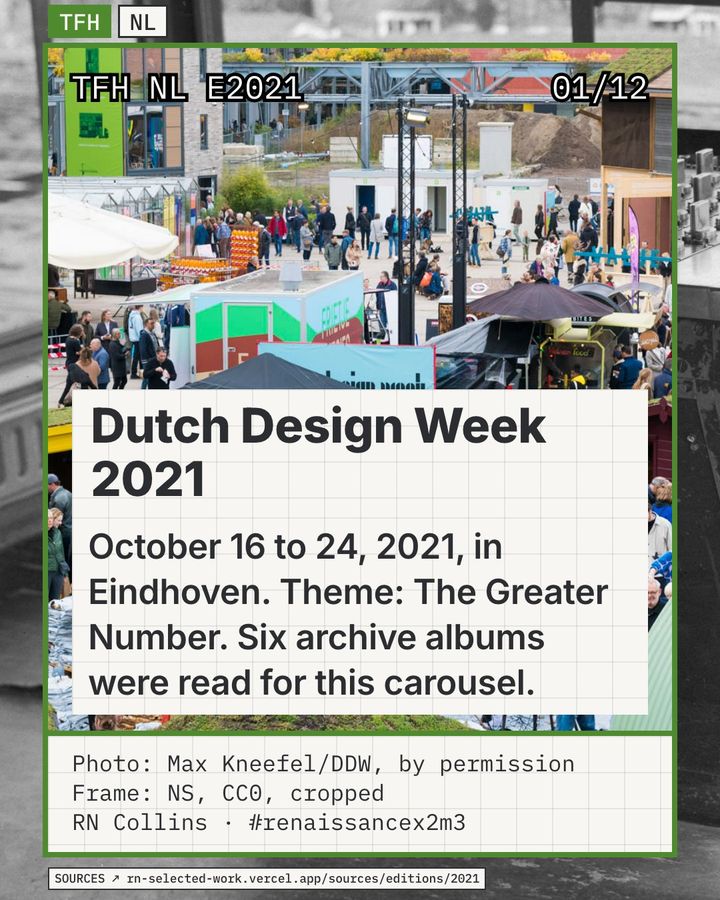 TFH NL
TFH NL E2021 01/12
FRIETJE
Dutch Design Week
2021
October 16 to 24, 2021, in
Eindhoven. Theme: The Greater
Number. Six archive albums
were read for this carousel.
Photo: Max Kneefel/DDW, by permission
Frame: NS, CC0, cropped
RN Collins · #renaissancex2m3
SOURCES ↗ rn-selected-work.vercel.app/sources/editions/2021